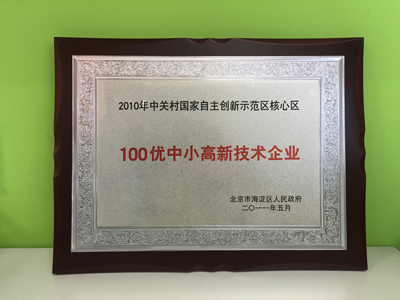 2010年中关村国家自主创新示范区核心区
100优中小高新技术企业
北京市海淀区人民政府
二〇一一年五月